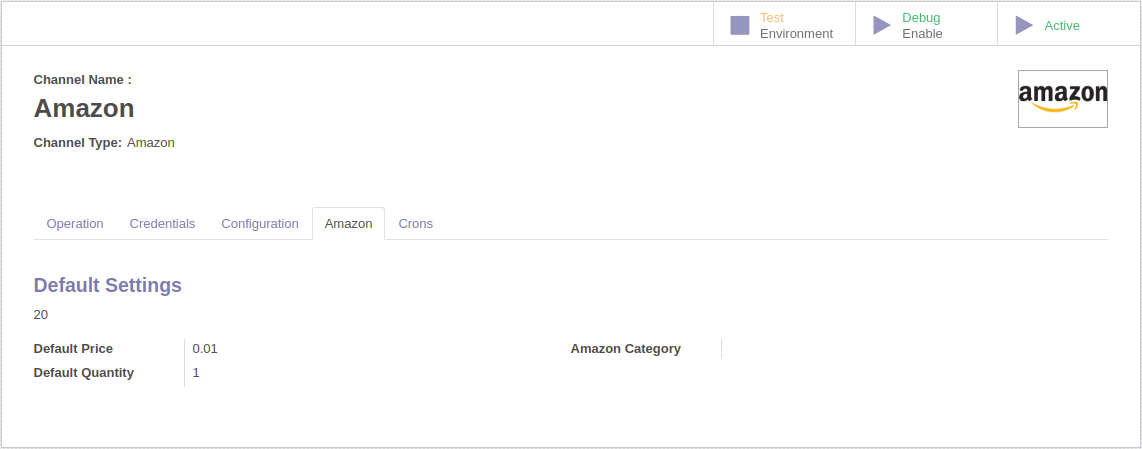 Test
Environment
Debug
Enable
Active
Channel Name :
Amazon
Channel Type: Amazon
amazon
Operation Credentials Configuration Amazon Crons
Default Settings
20
Default Price 0.01 Amazon Category
Default Quantity 1